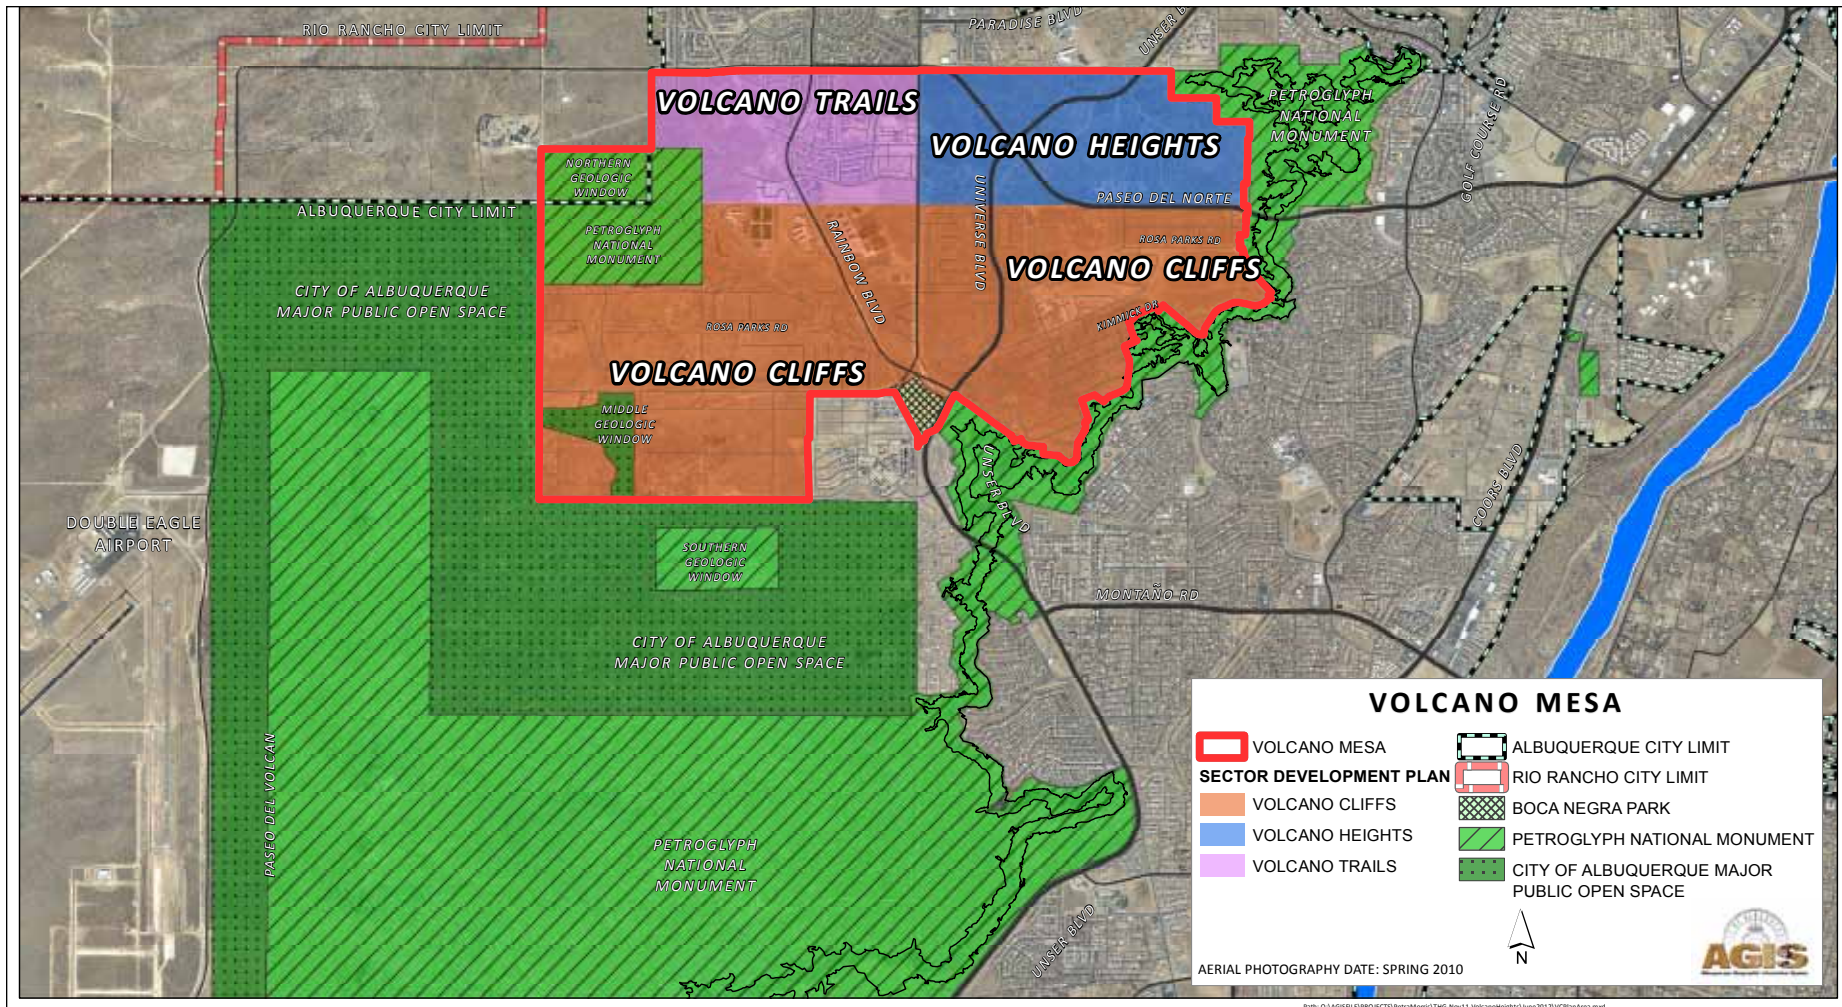 RIO RANCHO CITY LIMIT
PARADISE BLVD
UNSER B
VOLCANO TRAILS
VOLCANO HEIGHTS
PETROGLYPH
NATIONAL
MONUMENT
GOLF COURSE RD
NORTHERN
GEOLOGIC
WINDOW
ALBUQUERQUE CITY LIMIT
PASEO DEL NORTE
UNIVERSE BLVD
RAINBOW BLVD
PETROGLYPH
NATIONAL
MONUMENT
ROSA PARKS RD
VOLCANO CLIFFS
CITY OF ALBUQUERQUE
MAJOR PUBLIC OPEN SPACE
KIMMICK DR
ROSA PARKS RD
VOLCANO CLIFFS
MIDDLE
GEOLOGIC
WINDOW
UNSER BLVD
COORS BLVD
DOUBLE EAGLE
AIRPORT
SOUTHERN
GEOLOGIC
WINDOW
MONTAÑO RD
CITY OF ALBUQUERQUE
MAJOR PUBLIC OPEN SPACE
PASEO DEL VOLCAN
PETROGLYPH
NATIONAL
MONUMENT
UNSER BLVD
VOLCANO MESA
VOLCANO MESA
SECTOR DEVELOPMENT PLAN
VOLCANO CLIFFS
VOLCANO HEIGHTS
VOLCANO TRAILS
ALBUQUERQUE CITY LIMIT
RIO RANCHO CITY LIMIT
BOCA NEGRA PARK
PETROGLYPH NATIONAL MONUMENT
CITY OF ALBUQUERQUE MAJOR
PUBLIC OPEN SPACE
N
AERIAL PHOTOGRAPHY DATE: SPRING 2010
AGIS